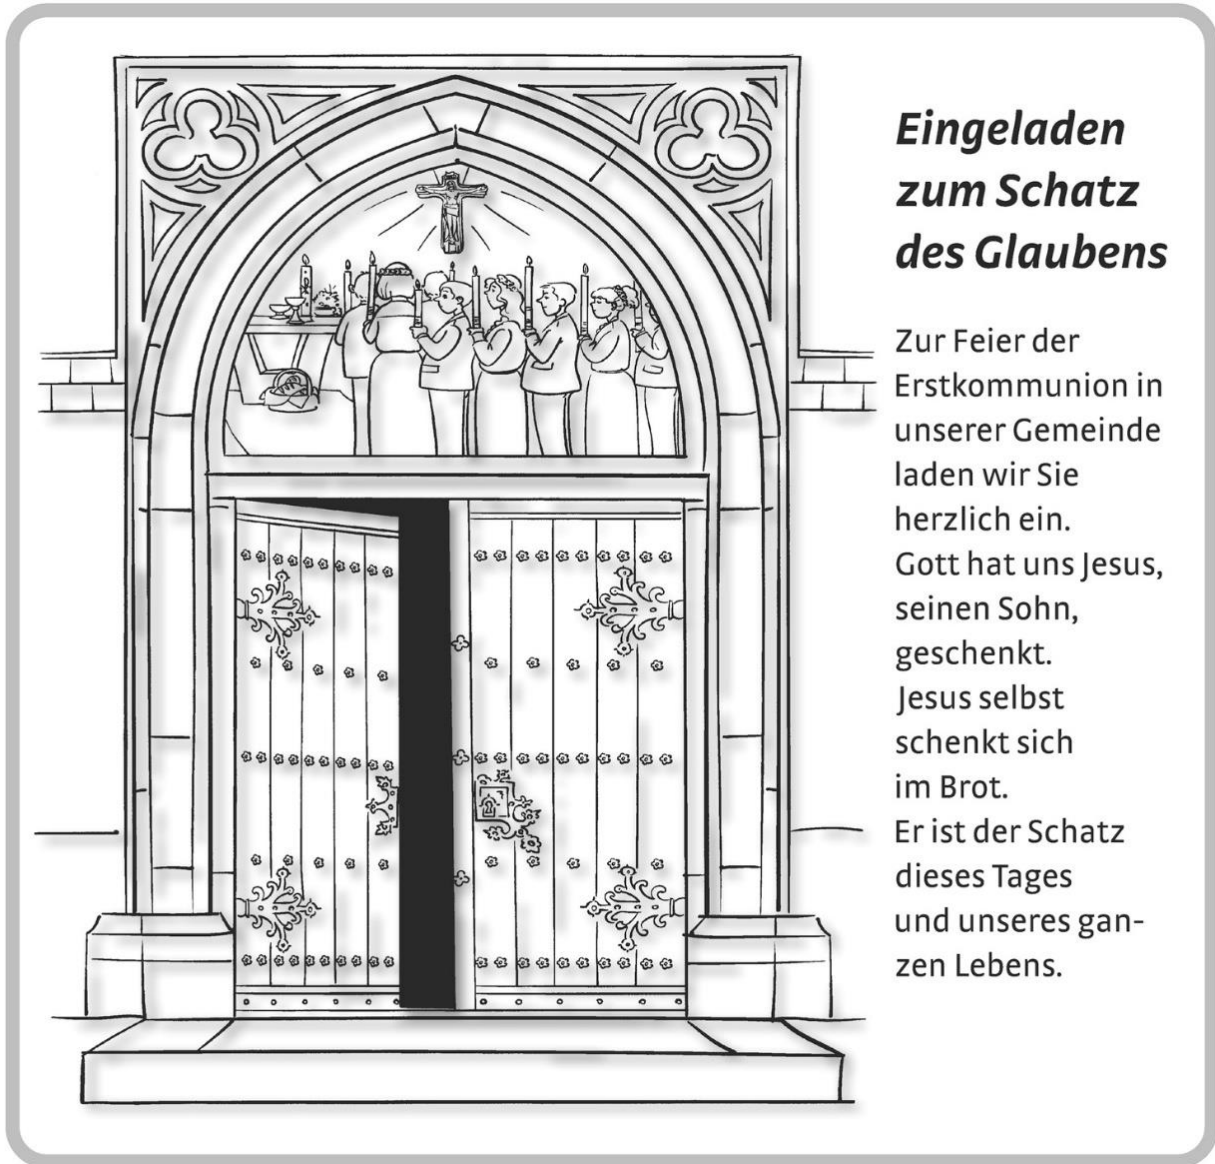 Eingeladen
zum Schatz
des Glaubens
Zur Feier der
Erstkommunion in
unserer Gemeinde
laden wir Sie
herzlich ein.
Gott hat uns Jesus,
seinen Sohn,
geschenkt.
Jesus selbst
schenkt sich
im Brot.
Er ist der Schatz
dieses Tages
und unseres gan-
zen Lebens.